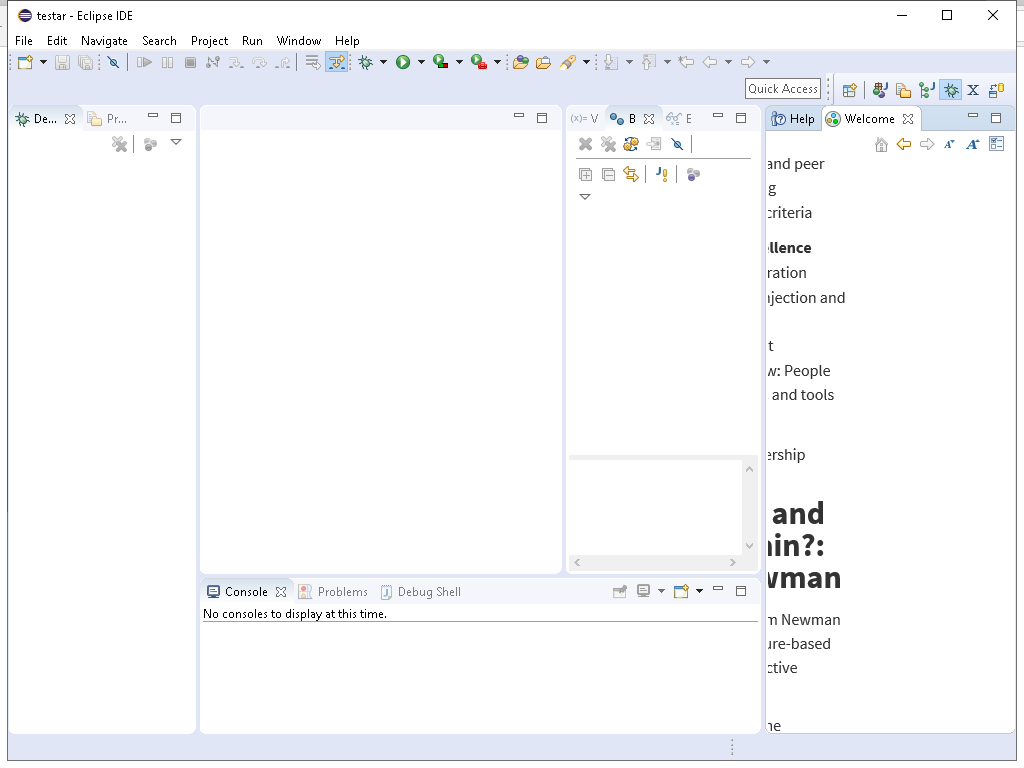 testar - Eclipse IDE
File Edit Navigate Search Project Run Window Help
Quick Access
De... Pr... (x)= V B E Help Welcome
and peer
g
criteria
ellence
ration
njection and
t
w: People
and tools
ership
and
in?:
wman
m Newman
ure-based
ctive
ne
Console Problems Debug Shell
No consoles to display at this time.